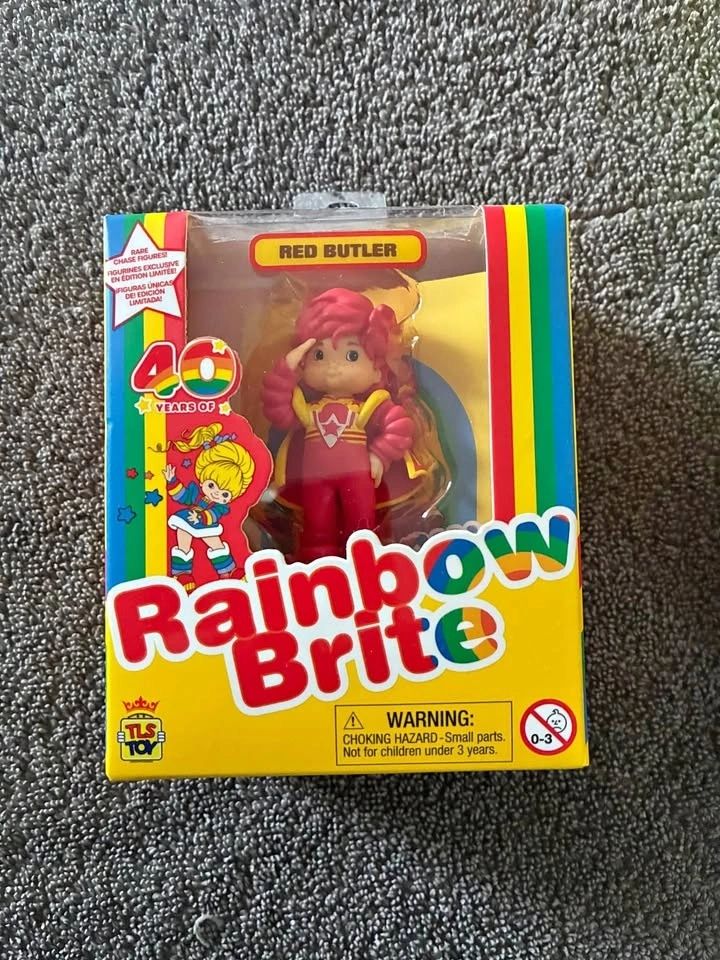 RED BUTLER
RARE
CHASE FIGURES!
FIGURINES EXCLUSIVE
EN ÉDITION LIMITÉE!
¡FIGURAS ÚNICAS
DE! EDICIÓN
LIMITADA!
40
YEARS OF
Rainbow
Brite
TLS
TOY
WARNING:
CHOKING HAZARD-Small parts.
Not for children under 3 years.
0-3